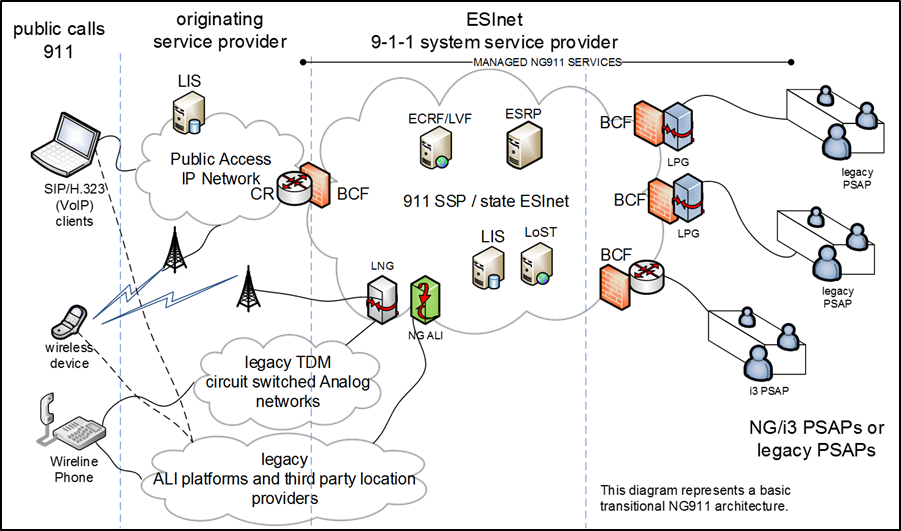 public calls
911
originating
service provider
ESInet
9-1-1 system service provider
MANAGED NG911 SERVICES
LIS
Public Access
IP Network
SIP/H.323
(VoIP)
clients
CR
BCF
ECRF/LVF
ESRP
911 SSP / state ESInet
LIS
LoST
LNG
NG ALI
BCF
LPG
legacy
PSAP
BCF
LPG
legacy
PSAP
BCF
i3 PSAP
wireless
device
legacy TDM
circuit switched Analog
networks
Wireline
Phone
legacy
ALI platforms and third party location
providers
NG/i3 PSAPs or
legacy PSAPs
This diagram represents a basic
transitional NG911 architecture.